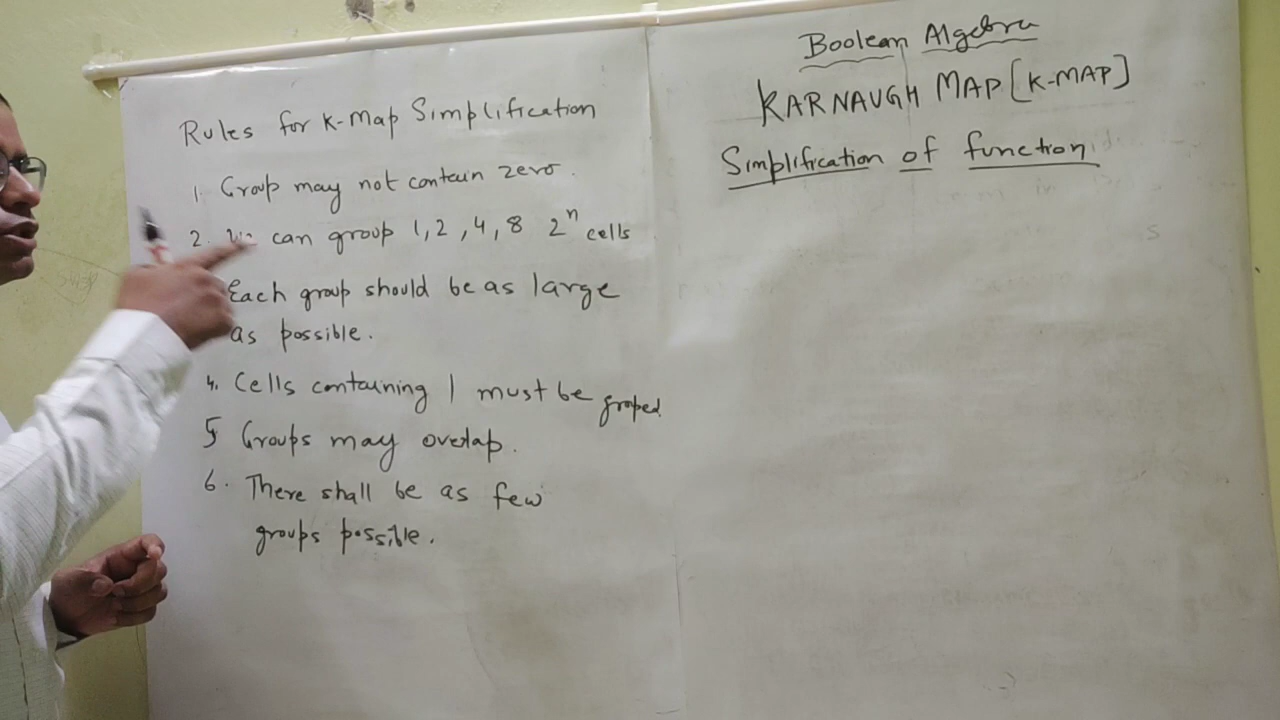 Rules for K-Map Simplification
1. Group may not contain zero.
2. can group 1, 2, 4, 8 2ⁿ cells
Each group should be as large
as possible.
4. Cells containing 1 must be groped.
5 Groups may overlap.
6. There shall be as few
groups possible.
Boolean Algebra
KARNAUGH MAP [K-MAP]
Simplification of function